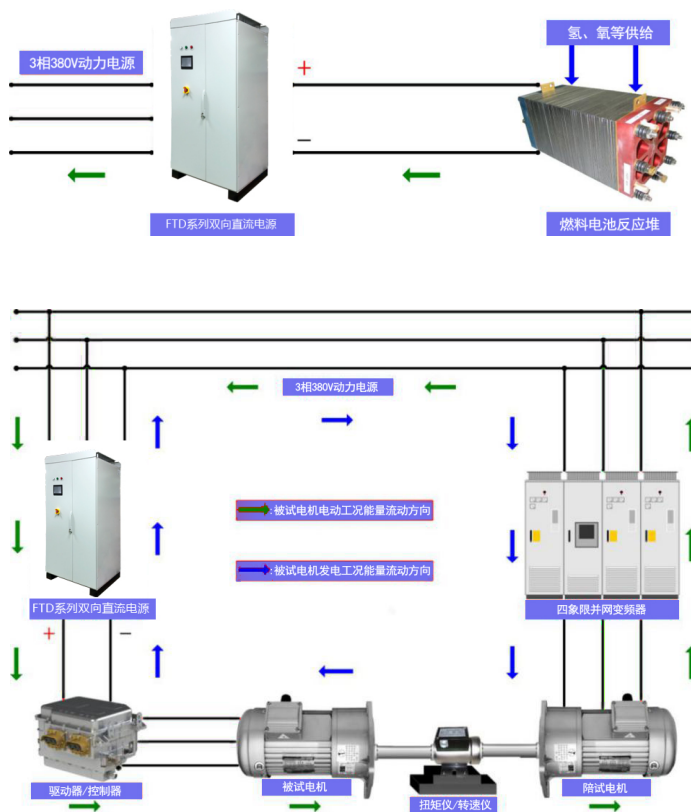 氢、氧等供给
3相380V动力电源
+
−
FTD系列双向直流电源
燃料电池反应堆
3相380V动力电源
:被试电机电动工况能量流动方向
:被试电机发电工况能量流动方向
FTD系列双向直流电源
四象限并网变频器
+
−
驱动器/控制器
被试电机
扭矩仪/转速仪
陪试电机